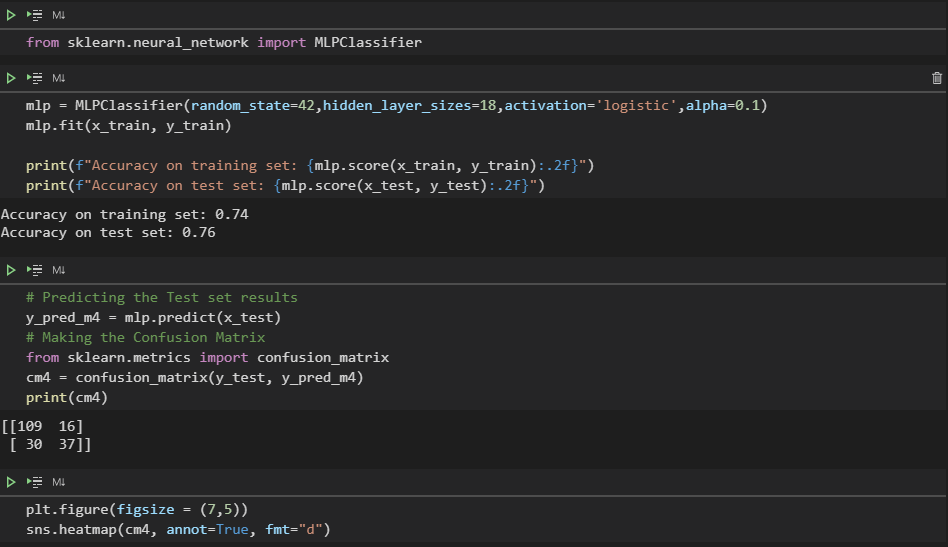 M↓
from sklearn.neural_network import MLPClassifier
M↓
mlp = MLPClassifier(random_state=42,hidden_layer_sizes=18,activation='logistic',alpha=0.1)
mlp.fit(x_train, y_train)
print(f"Accuracy on training set: {mlp.score(x_train, y_train):.2f}")
print(f"Accuracy on test set: {mlp.score(x_test, y_test):.2f}")
Accuracy on training set: 0.74
Accuracy on test set: 0.76
M↓
# Predicting the Test set results
y_pred_m4 = mlp.predict(x_test)
# Making the Confusion Matrix
from sklearn.metrics import confusion_matrix
cm4 = confusion_matrix(y_test, y_pred_m4)
print(cm4)
[[109  16]
 [ 30  37]]
M↓
plt.figure(figsize = (7,5))
sns.heatmap(cm4, annot=True, fmt="d")